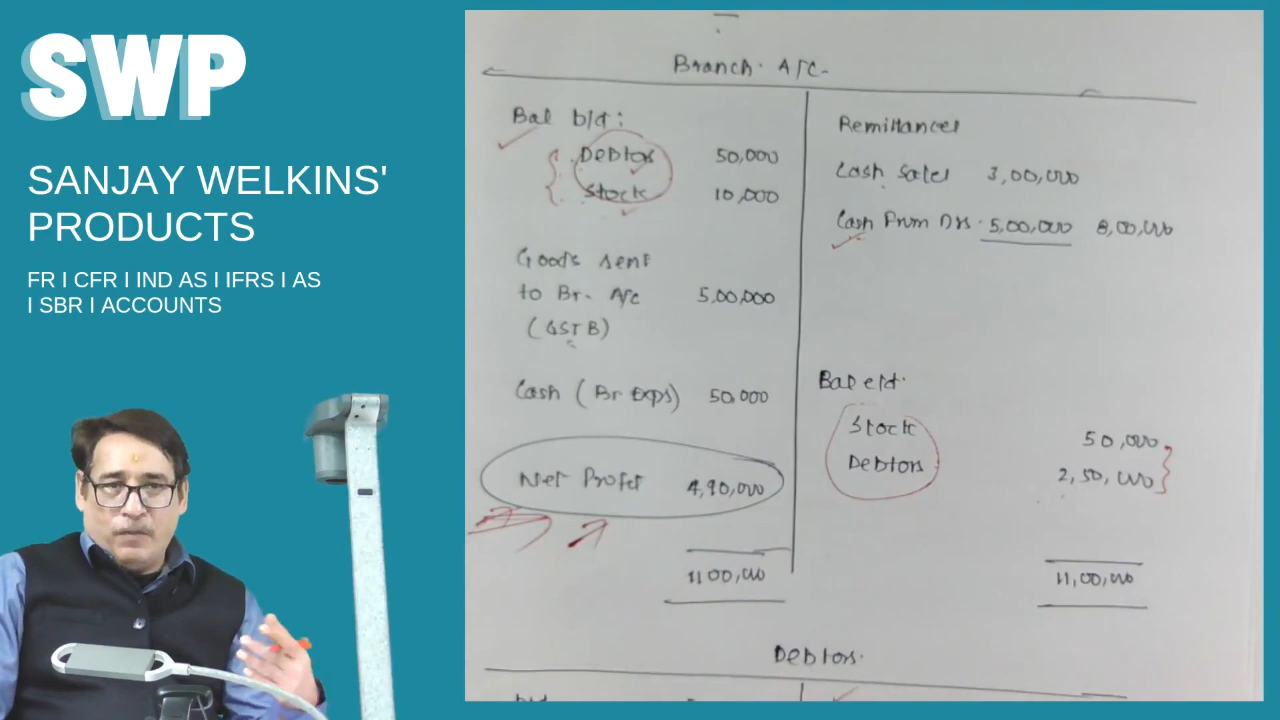 SWP
SANJAY WELKINS'
PRODUCTS
FR I CFR I IND AS I IFRS I AS
I SBR I ACCOUNTS
Branch. A/C.
Bal b/d:
Debtors 50,000
Stock 10,000
Goods sent
to Br. A/c 5,00,000
(GSTB)
Cash (Br Exps) 50,000
Net Profit 4,90,000
1100,000
Remittances
Cash Sales 3,00,000
Cash from Drs. 5,00,000 8,00,000
Bal c/d.
Stock 50,000
Debtors 2,50,000
11,00,000
Debtors.